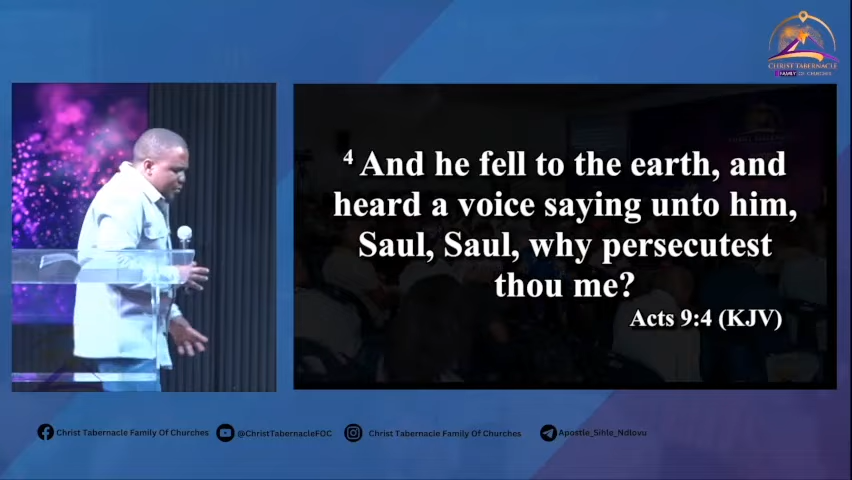 CHRIST TABERNACLE
FAMILY OF CHURCHES
4 And he fell to the earth, and
heard a voice saying unto him,
Saul, Saul, why persecutest
thou me?
Acts 9:4 (KJV)
Christ Tabernacle Family Of Churches
@ChristTabernacleFOC
Christ Tabernacle Family Of Churches
Apostle_Sihle_Ndlovu